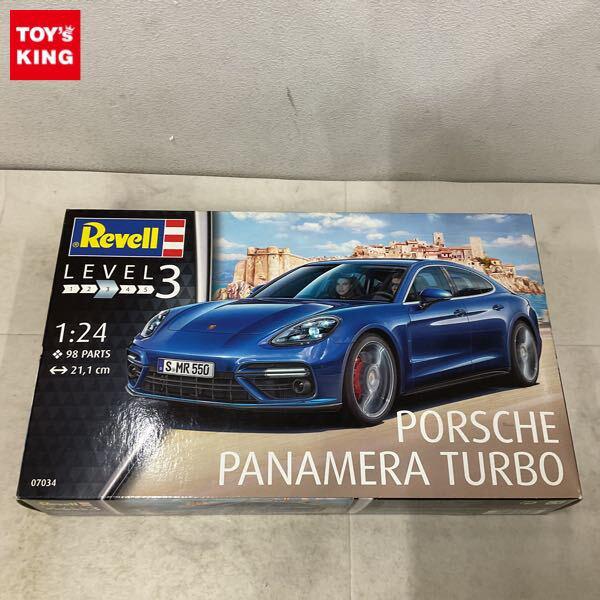 TOY's
KING
Revell
LEVEL 3
1 2 3 4 5
1:24
98 PARTS
21,1 cm
S MR 550
PORSCHE
PANAMERA TURBO
07034